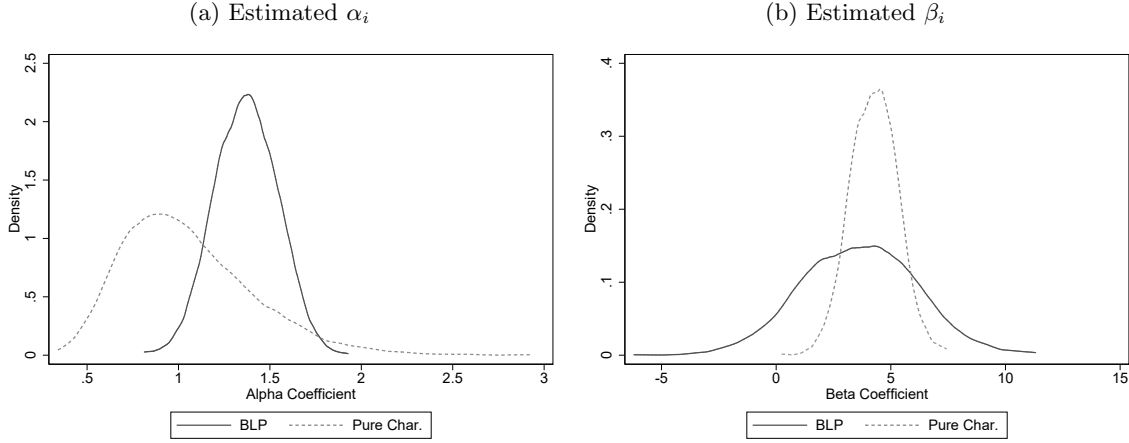 (a) Estimated αᵢ
2.5
2
1.5
1
.5
0
Density
.5 1 1.5 2 2.5 3
Alpha Coefficient
BLP Pure Char.
(b) Estimated βᵢ
.4
.3
.2
.1
0
Density
-5 0 5 10 15
Beta Coefficient
BLP Pure Char.